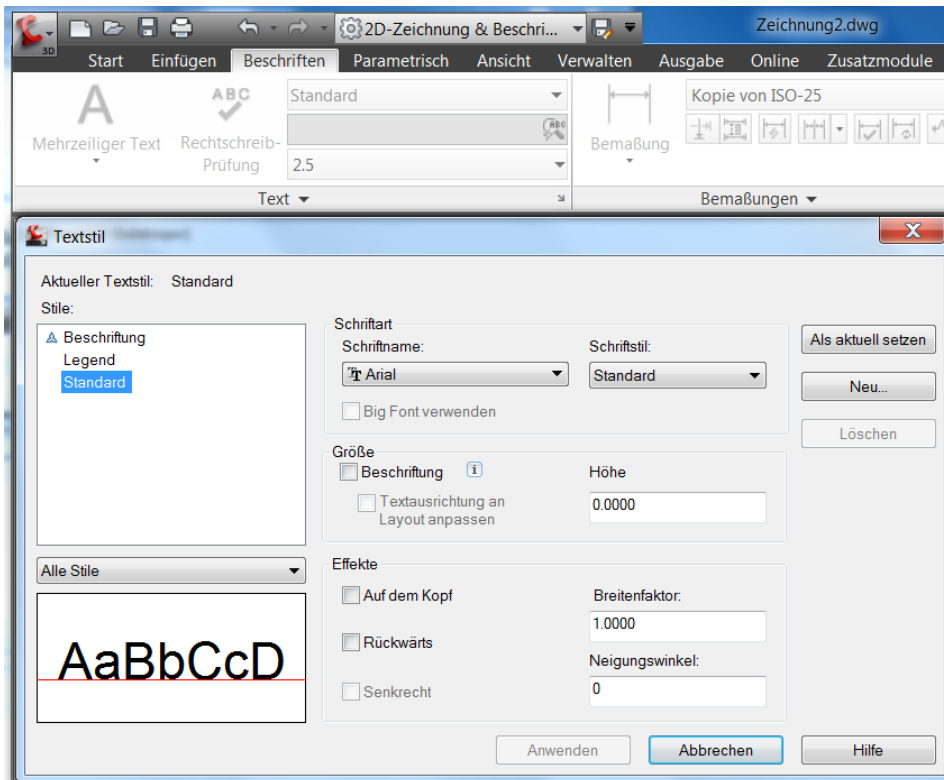 3D
2D-Zeichnung & Beschri...
Zeichnung2.dwg
Start Einfügen Beschriften Parametrisch Ansicht Verwalten Ausgabe Online Zusatzmodule
A
Mehrzeiliger Text
ABC
Rechtschreib-
Prüfung
Standard
ABC
2.5
Bemaßung
Kopie von ISO-25
Text
Bemaßungen
Textstil
Aktueller Textstil: Standard
Stile:
Beschriftung
Legend
Standard
Alle Stile
AaBbCcD
Schriftart
Schriftname:
Arial
Big Font verwenden
Schriftstil:
Standard
Größe
Beschriftung
Textausrichtung an
Layout anpassen
Höhe
0.0000
Effekte
Auf dem Kopf
Rückwärts
Senkrecht
Breitenfaktor:
1.0000
Neigungswinkel:
0
Als aktuell setzen
Neu...
Löschen
Anwenden Abbrechen Hilfe